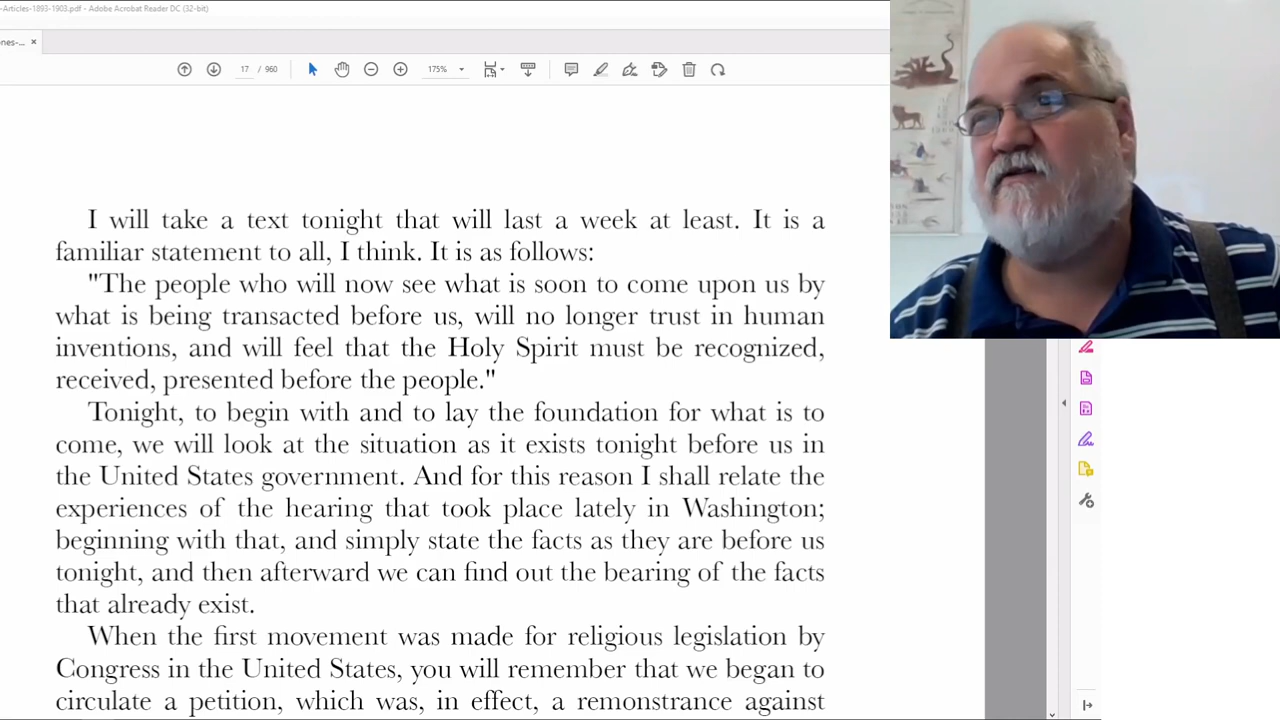 -Articles-1893-1903.pdf - Adobe Acrobat Reader DC (32-bit)
nes-... ×
17 / 960
175%
I will take a text tonight that will last a week at least. It is a
familiar statement to all, I think. It is as follows:
"The people who will now see what is soon to come upon us by
what is being transacted before us, will no longer trust in human
inventions, and will feel that the Holy Spirit must be recognized,
received, presented before the people."
Tonight, to begin with and to lay the foundation for what is to
come, we will look at the situation as it exists tonight before us in
the United States government. And for this reason I shall relate the
experiences of the hearing that took place lately in Washington;
beginning with that, and simply state the facts as they are before us
tonight, and then afterward we can find out the bearing of the facts
that already exist.
When the first movement was made for religious legislation by
Congress in the United States, you will remember that we began to
circulate a petition, which was, in effect, a remonstrance against